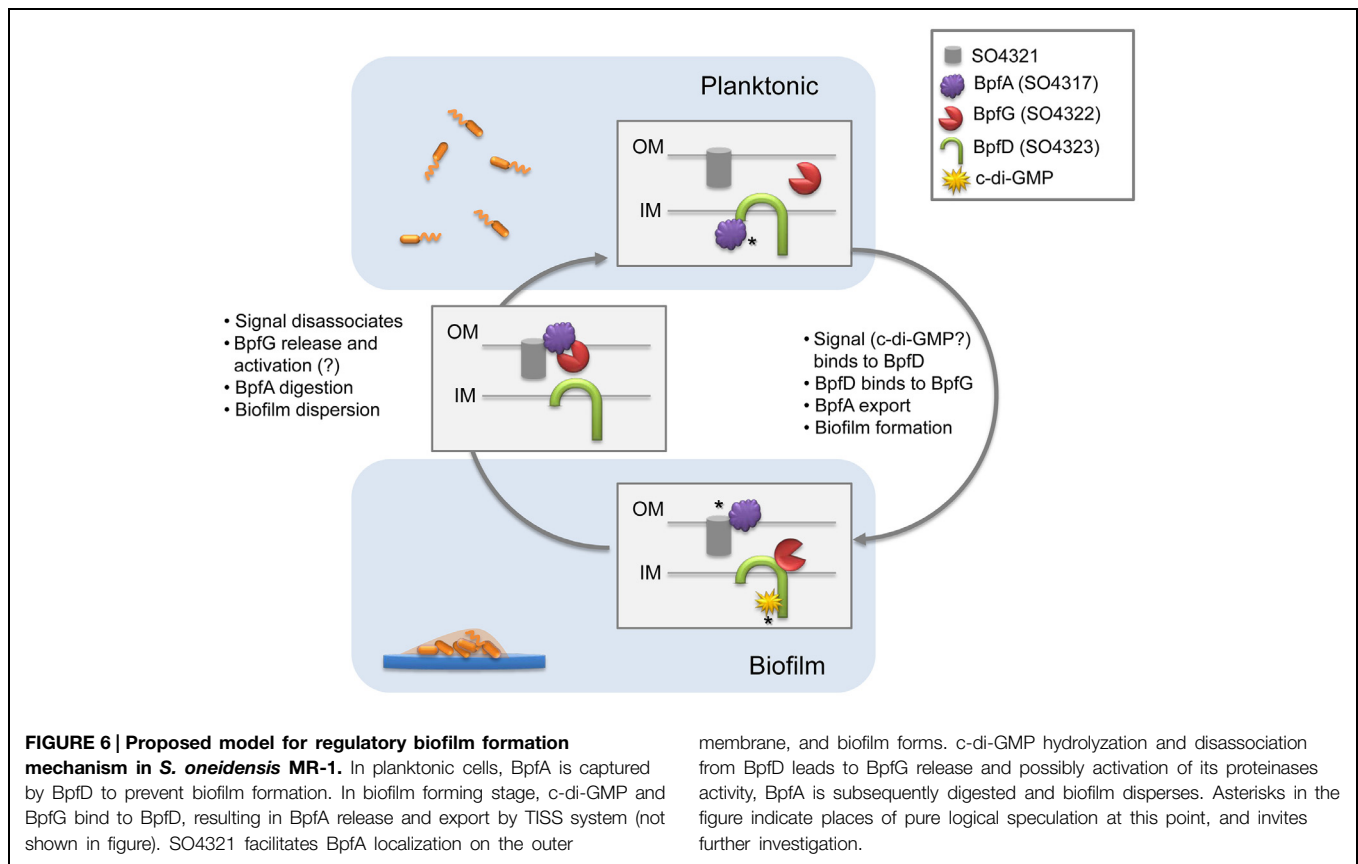 Planktonic
SO4321
BpfA (SO4317)
BpfG (SO4322)
BpfD (SO4323)
c-di-GMP
OM
IM
*
• Signal disassociates
• BpfG release and
activation (?)
• BpfA digestion
• Biofilm dispersion
OM
IM
• Signal (c-di-GMP?)
binds to BpfD
• BpfD binds to BpfG
• BpfA export
• Biofilm formation
OM
*
IM
*
Biofilm
FIGURE 6 | Proposed model for regulatory biofilm formation
mechanism in S. oneidensis MR-1. In planktonic cells, BpfA is captured
by BpfD to prevent biofilm formation. In biofilm forming stage, c-di-GMP and
BpfG bind to BpfD, resulting in BpfA release and export by TISS system (not
shown in figure). SO4321 facilitates BpfA localization on the outer
membrane, and biofilm forms. c-di-GMP hydrolyzation and disassociation
from BpfD leads to BpfG release and possibly activation of its proteinases
activity, BpfA is subsequently digested and biofilm disperses. Asterisks in the
figure indicate places of pure logical speculation at this point, and invites
further investigation.